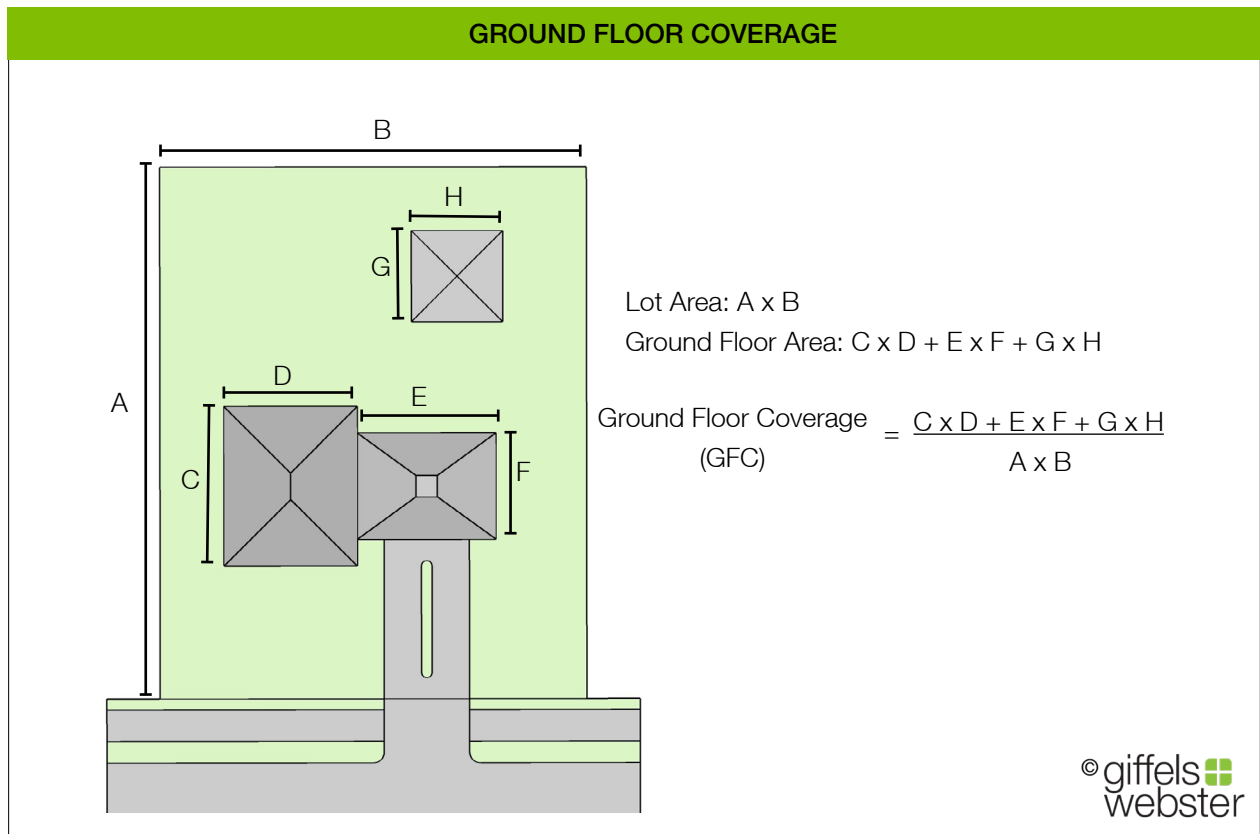 GROUND FLOOR COVERAGE
B
H
G
Lot Area: A x B
Ground Floor Area: C x D + E x F + G x H
D
E
A
C
F
Ground Floor Coverage
(GFC)
= C x D + E x F + G x H
A x B
© giffels
webster